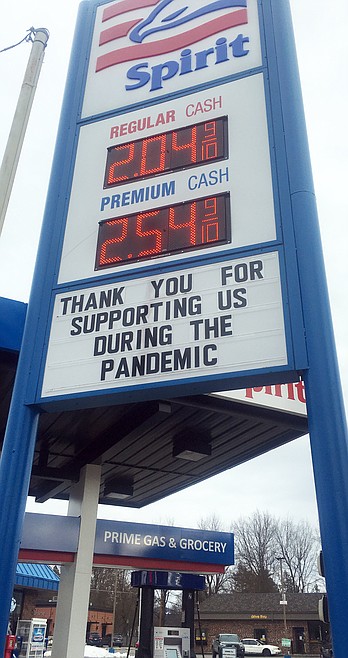 Spirit
REGULAR CASH
2.04 9/10
PREMIUM CASH
2.54 9/10
THANK YOU FOR
SUPPORTING US
DURING THE
PANDEMIC
Spirit
PRIME GAS & GROCERY